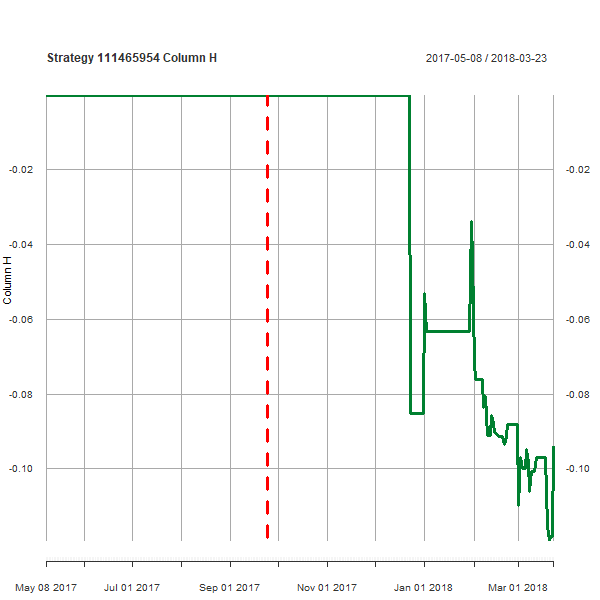 Strategy 111465954 Column H
2017-05-08 / 2018-03-23
-0.02 -0.02
-0.04 -0.04
Column H
-0.06 -0.06
-0.08 -0.08
-0.10 -0.10
May 08 2017 Jul 01 2017 Sep 01 2017 Nov 01 2017 Jan 01 2018 Mar 01 2018